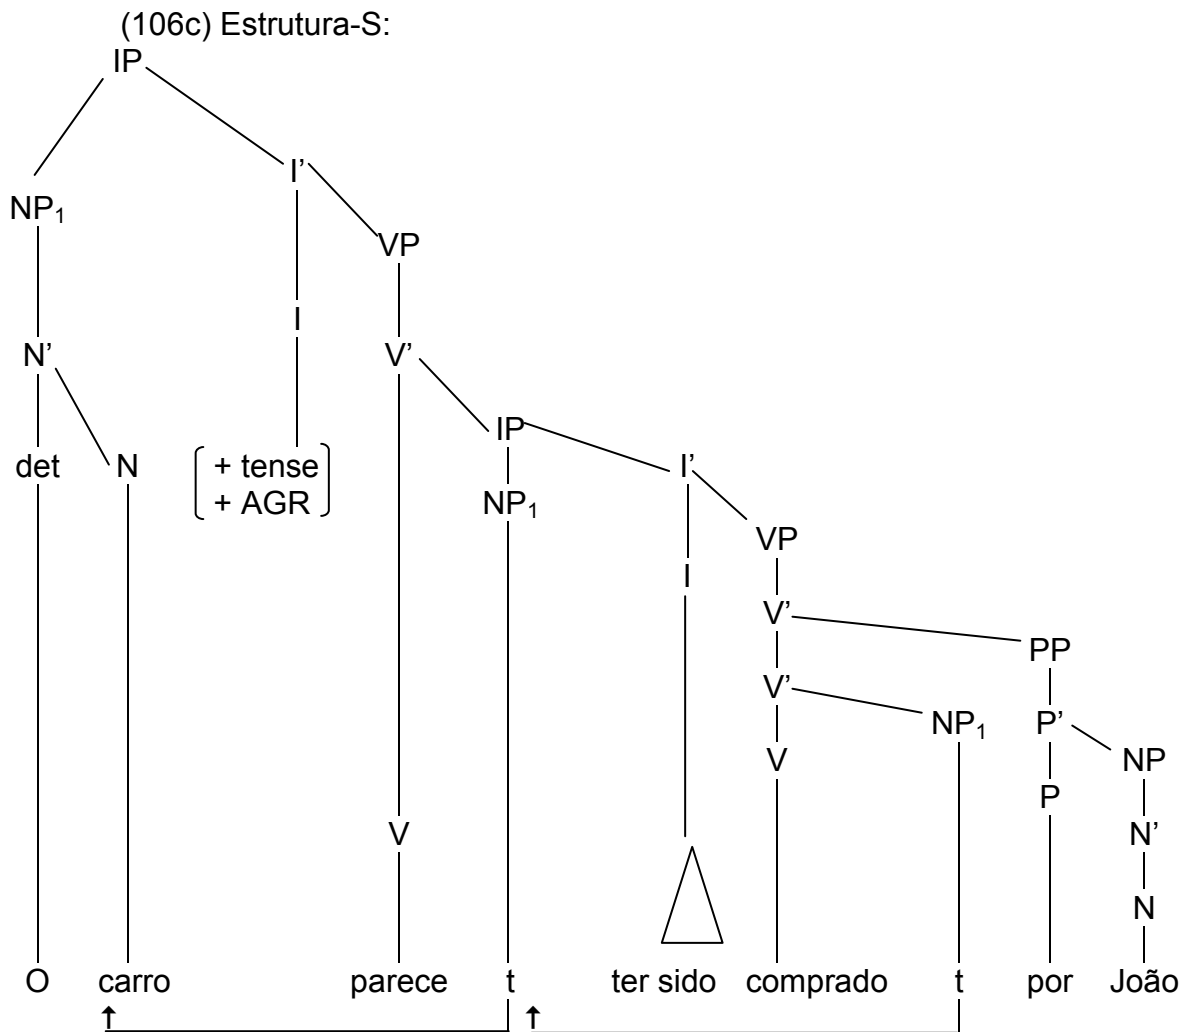 (106c) Estrutura-S:
IP
I’
NP₁
VP
I
N’ V’
IP
det N + tense I’
+ AGR NP₁
VP
I
V’
PP
V’
NP₁ P’
V NP
P
V N’
N
O carro parece t ter sido comprado t por João